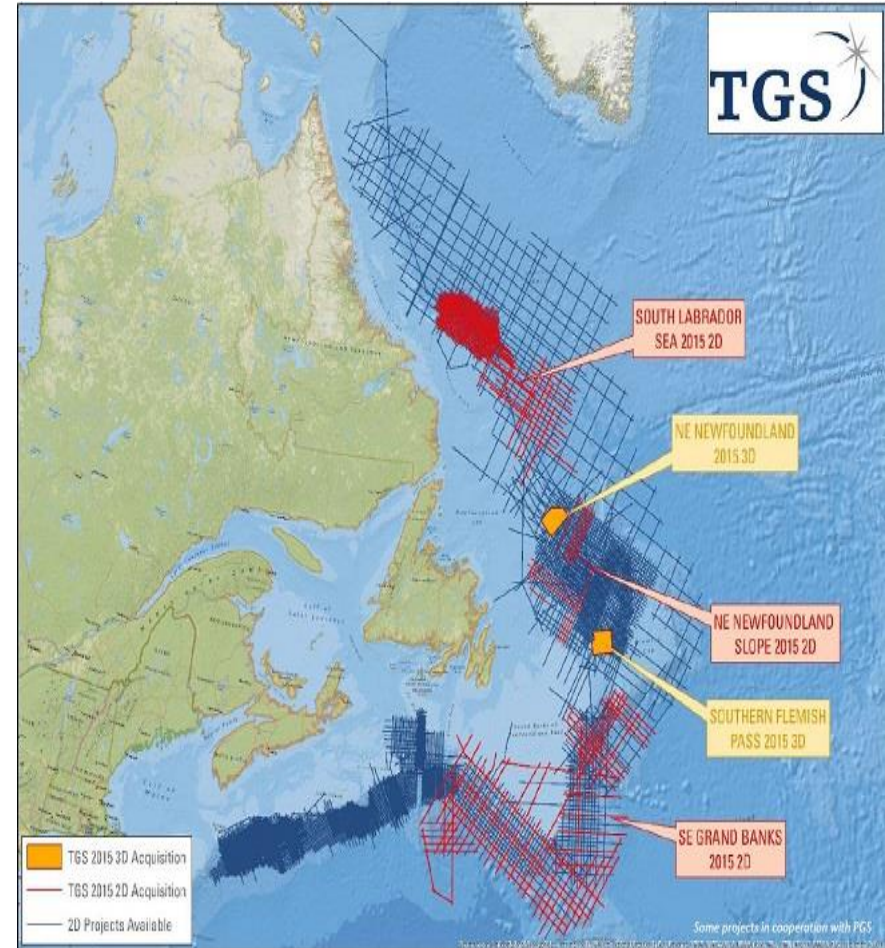 TGS
SOUTH LABRADOR
SEA 2015 2D
NE NEWFOUNDLAND
2015 3D
NE NEWFOUNDLAND
SLOPE 2015 2D
SOUTHERN FLEMISH
PASS 2015 3D
SE GRAND BANKS
2015 2D
TGS 2015 3D Acquisition
TGS 2015 2D Acquisition
2D Projects Available
Some projects in cooperation with PGS